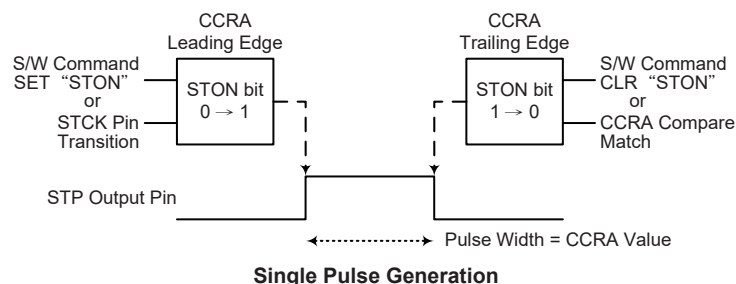 CCRA
Leading Edge
S/W Command
SET “STON”
or
STCK Pin
Transition
STON bit
0 → 1
CCRA
Trailing Edge
STON bit
1 → 0
S/W Command
CLR “STON”
or
CCRA Compare
Match
STP Output Pin
Pulse Width = CCRA Value
Single Pulse Generation